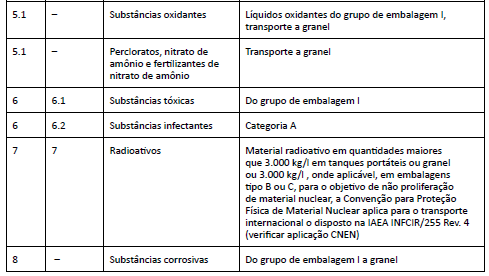 5.1 – Substâncias oxidantes Líquidos oxidantes do grupo de embalagem I,
transporte a granel
5.1 – Percloratos, nitrato de Transporte a granel
amônio e fertilizantes de
nitrato de amônio
6 6.1 Substâncias tóxicas Do grupo de embalagem I
6 6.2 Substâncias infectantes Categoria A
7 7 Radioativos Material radioativo em quantidades maiores
que 3.000 kg/l em tanques portáteis ou granel
ou 3.000 kg/l , onde aplicável, em embalagens
tipo B ou C, para o objetivo de não proliferação
de material nuclear, a Convenção para Proteção
Física de Material Nuclear aplica para o transporte
internacional o disposto na IAEA INFCIR/255 Rev. 4
(verificar aplicação CNEN)
8 – Substâncias corrosivas Do grupo de embalagem I a granel